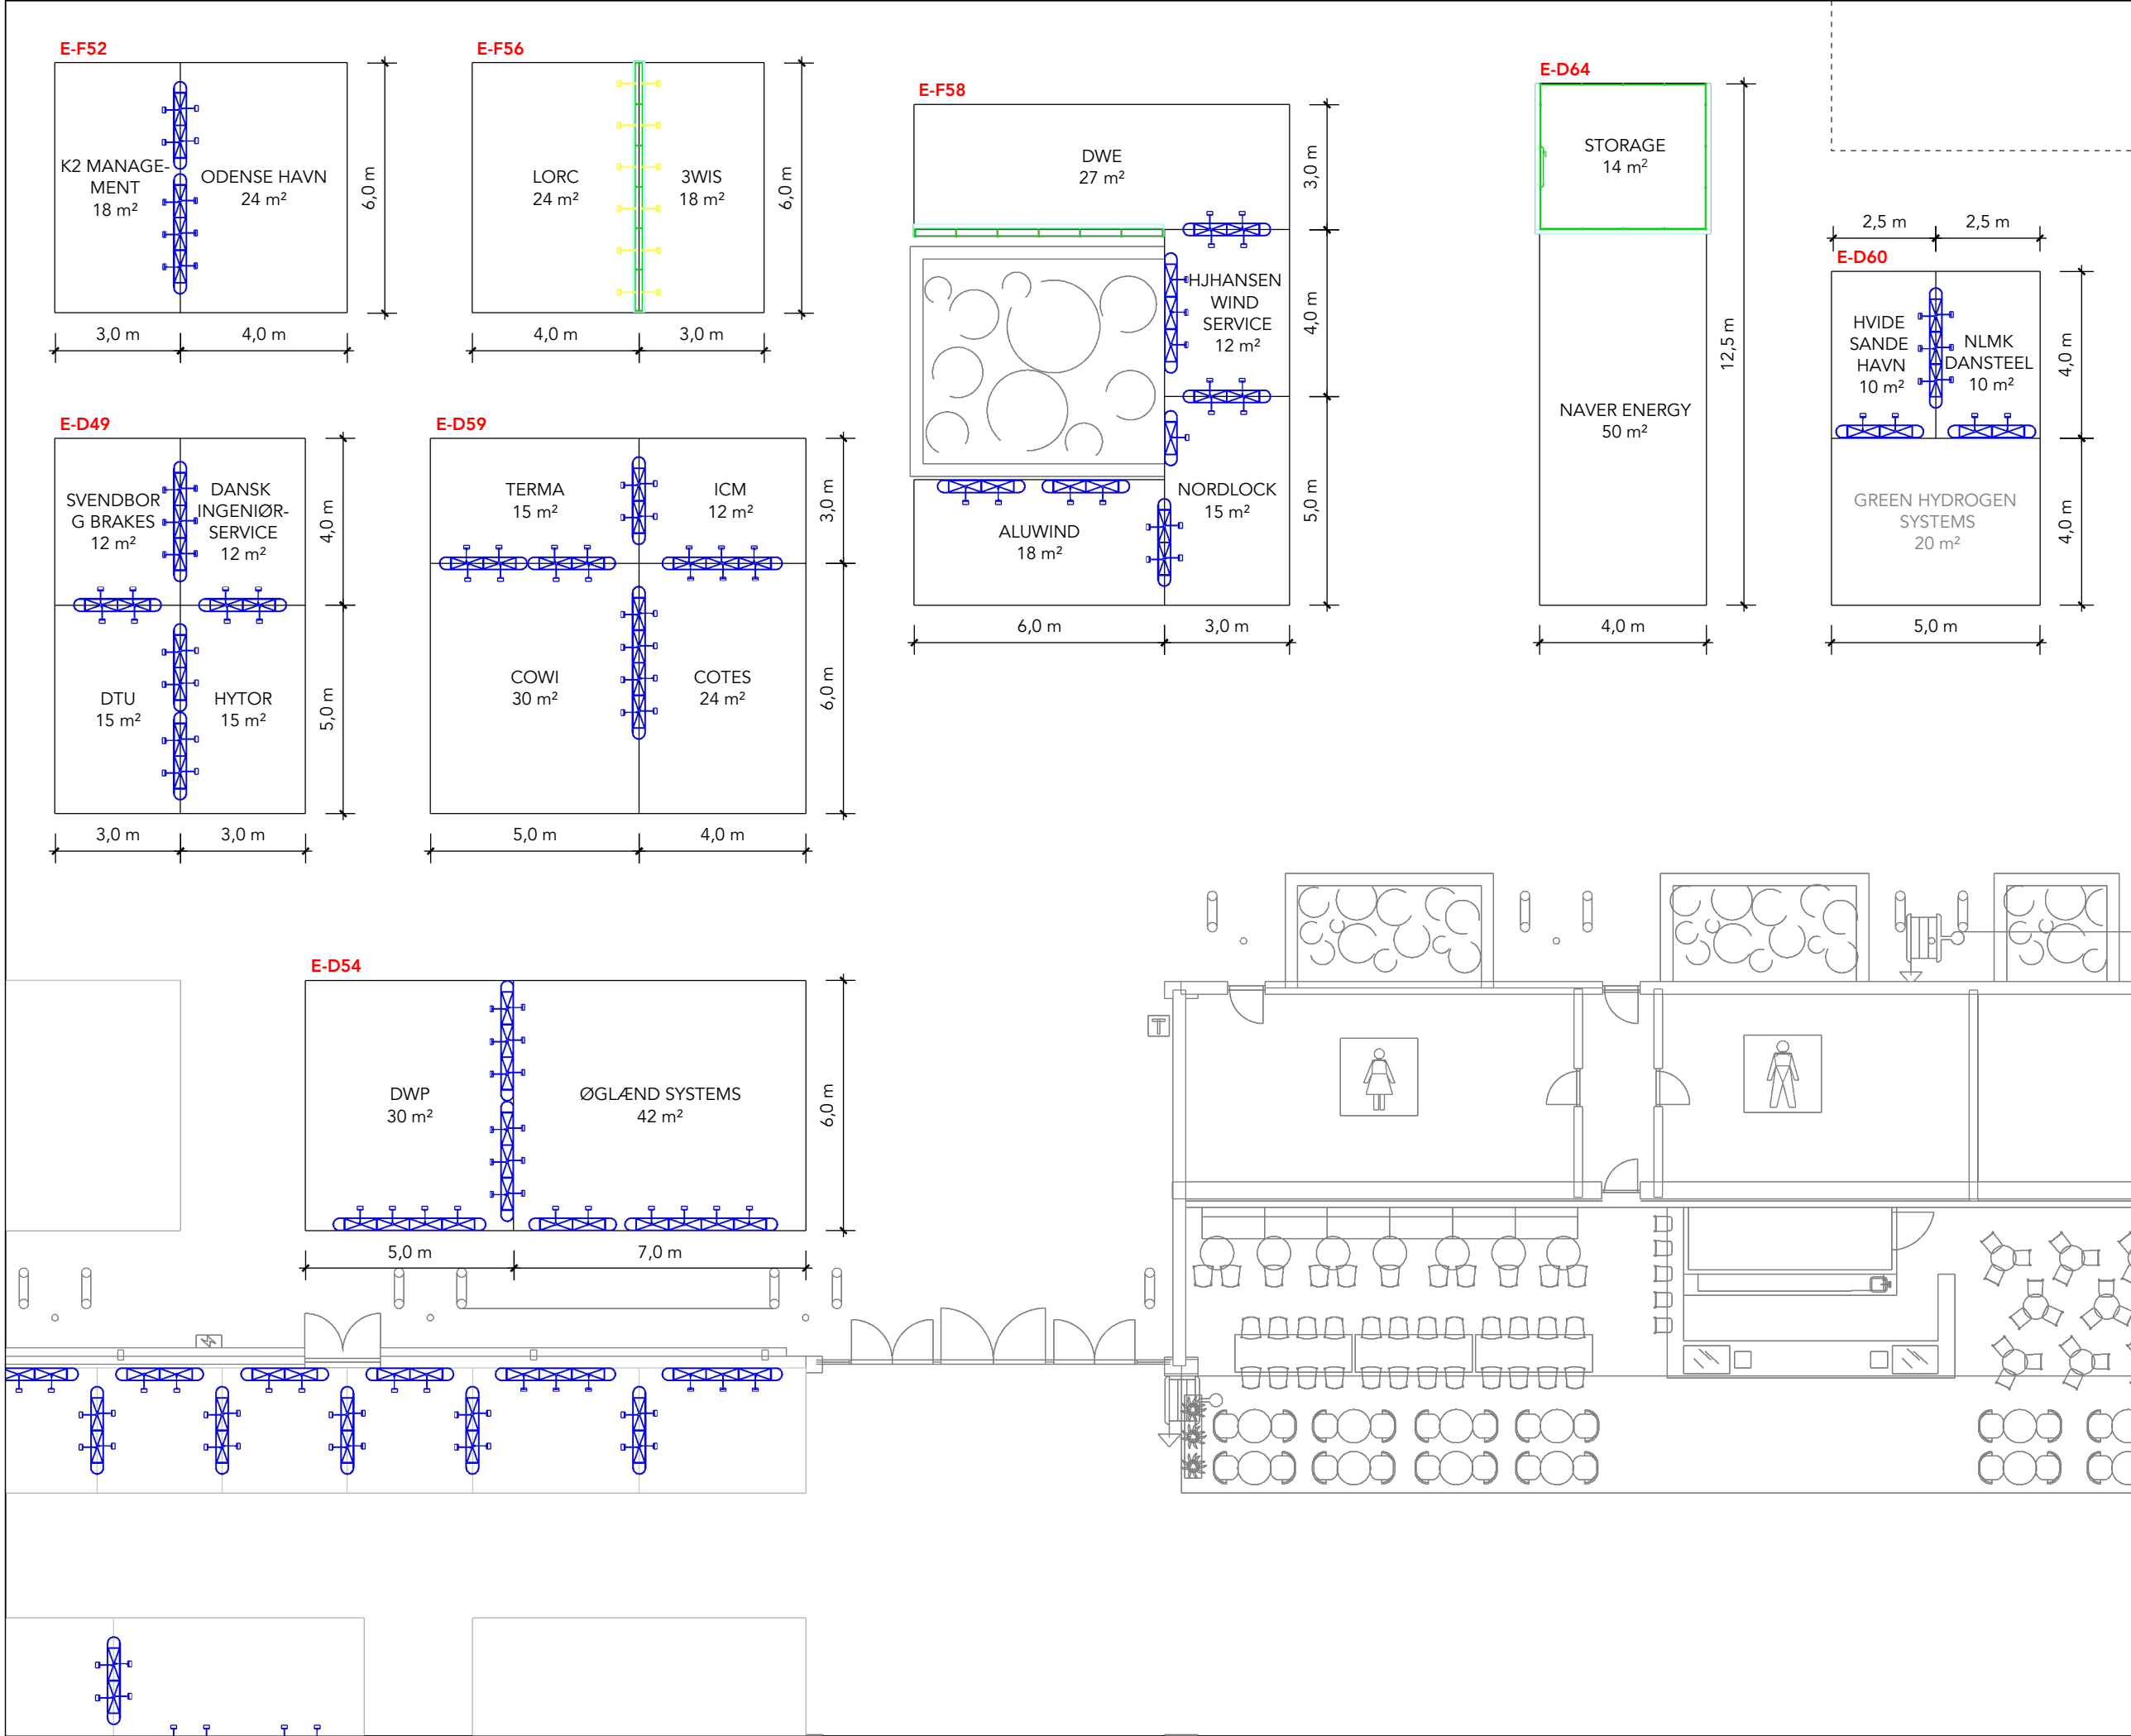 E-F52
K2 MANAGE-
MENT
18 m²
ODENSE HAVN
24 m²
6,0 m
3,0 m
4,0 m
E-F56
LORC
24 m²
3WIS
18 m²
6,0 m
4,0 m
3,0 m
E-F58
DWE
27 m²
3,0 m
HJHANSEN
WIND
SERVICE
12 m²
4,0 m
NORDLOCK
15 m²
5,0 m
ALUWIND
18 m²
6,0 m
3,0 m
E-D64
STORAGE
14 m²
NAVER ENERGY
50 m²
12,5 m
4,0 m
2,5 m
2,5 m
E-D60
HVIDE
SANDE
HAVN
10 m²
NLMK
DANSTEEL
10 m²
4,0 m
GREEN HYDROGEN
SYSTEMS
20 m²
4,0 m
5,0 m
E-D49
SVENDBOR
G BRAKES
12 m²
DANSK
INGENIØR-
SERVICE
12 m²
4,0 m
DTU
15 m²
HYTOR
15 m²
5,0 m
3,0 m
3,0 m
E-D59
TERMA
15 m²
ICM
12 m²
3,0 m
COWI
30 m²
COTES
24 m²
6,0 m
5,0 m
4,0 m
E-D54
DWP
30 m²
ØGLÆND SYSTEMS
42 m²
6,0 m
5,0 m
7,0 m
T